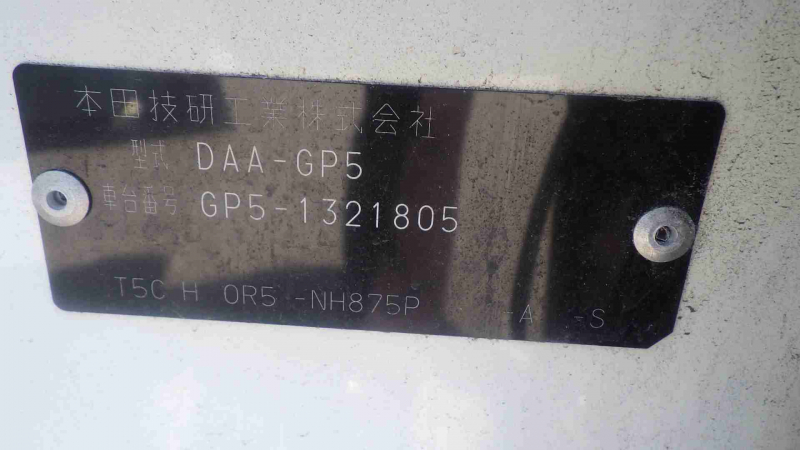 本田技研工業株式会社
型式 DAA-GP5
車台番号 GP5-1321805
T5C H 0R5 -NH875P -A -S